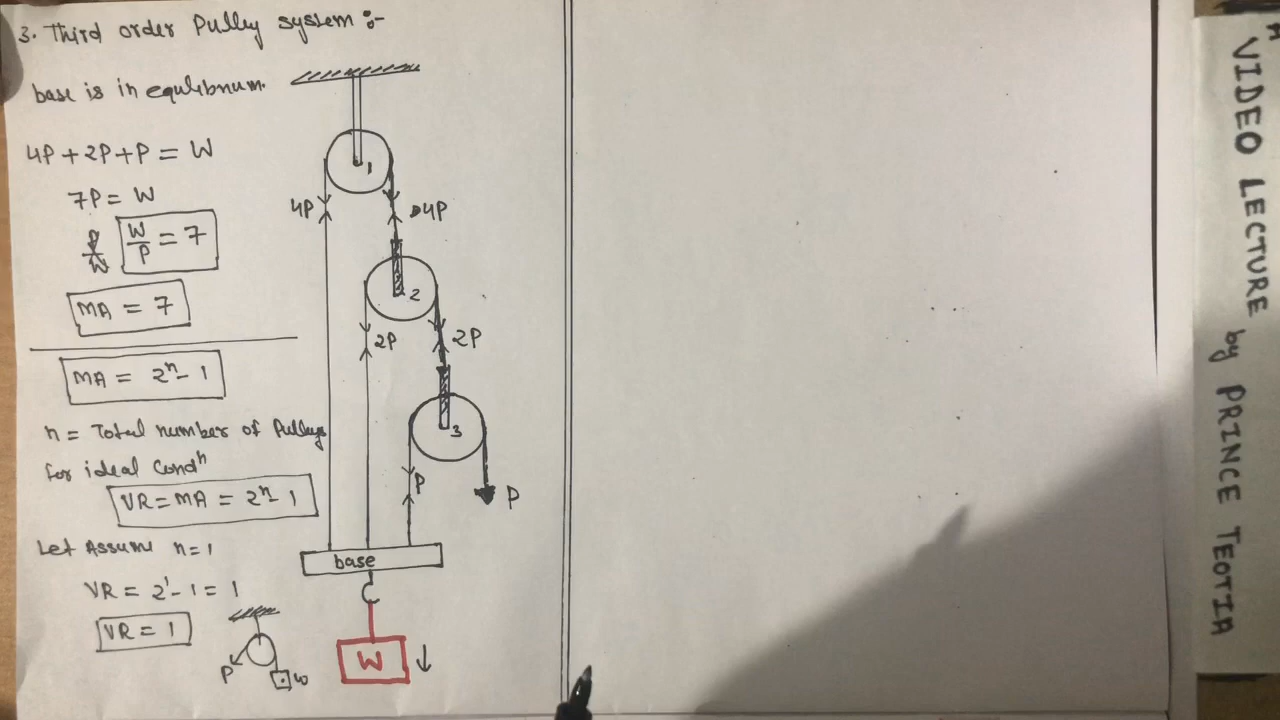 3. Third order Pulley system :-
base is in equlibrium.
4P + 2P + P = W
7P = W
P/W W/P = 7
MA = 7
MA = 2ⁿ - 1
n = Total number of Pulleys
for ideal condⁿ
VR = MA = 2ⁿ - 1
Let Assume n = 1
VR = 2¹ - 1 = 1
VR = 1
P
w
1
4P
4P
2
2P
2P
3
P
P
base
W
VIDEO LECTURE by PRINCE TEOTIA